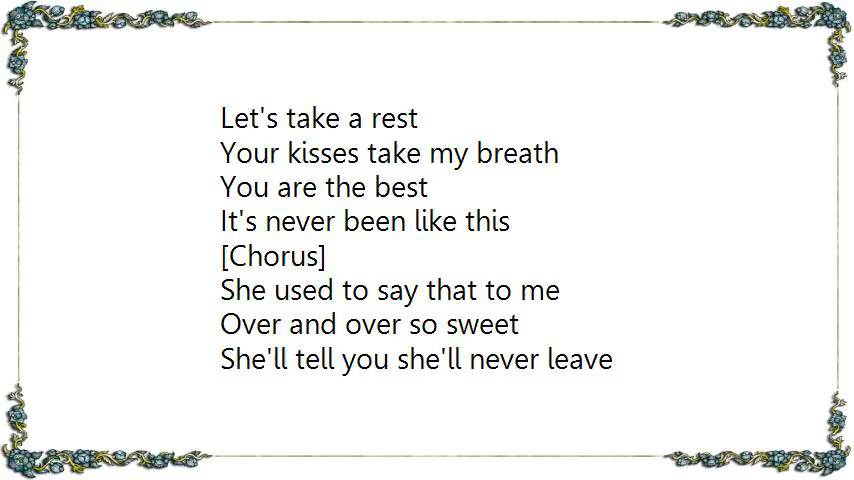 Let's take a rest
Your kisses take my breath
You are the best
It's never been like this
[Chorus]
She used to say that to me
Over and over so sweet
She'll tell you she'll never leave